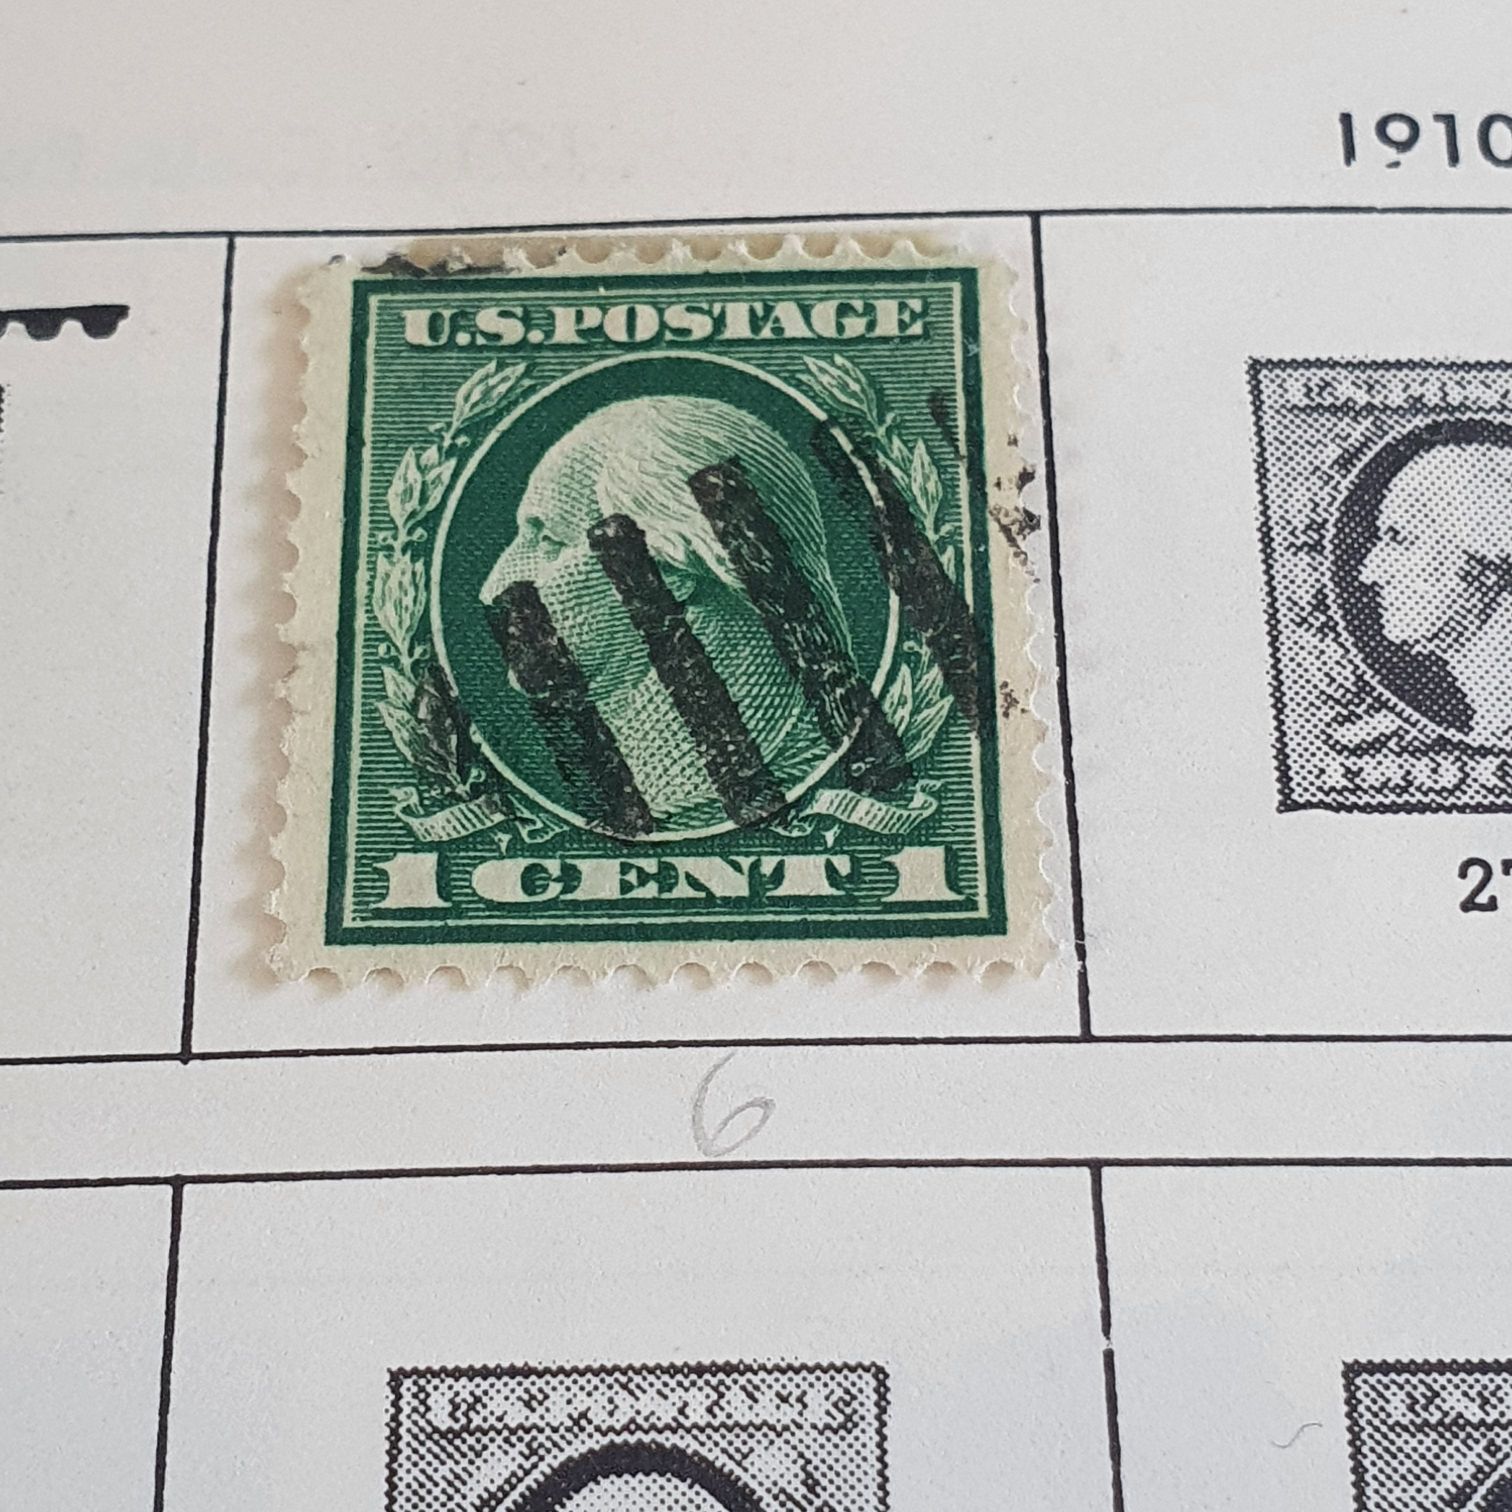 1910
U.S. POSTAGE
1 CENT 1
6